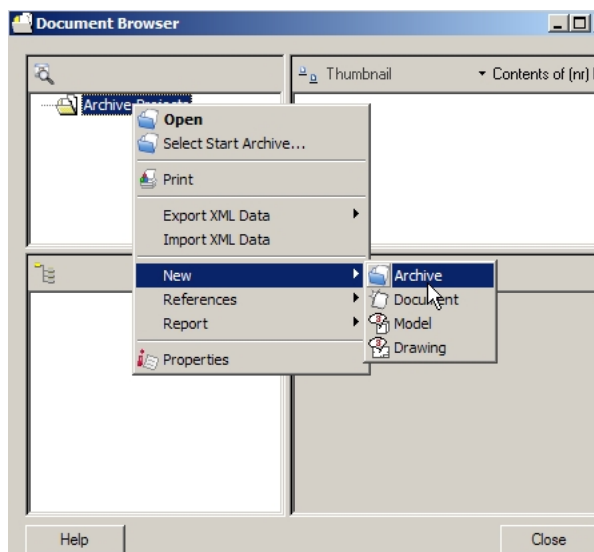 Document Browser
Thumbnail
Contents of (nr)
Archive Projects
Open
Select Start Archive...
Print
Export XML Data
Import XML Data
New
Archive
References
Document
Report
Model
Drawing
Properties
Help
Close